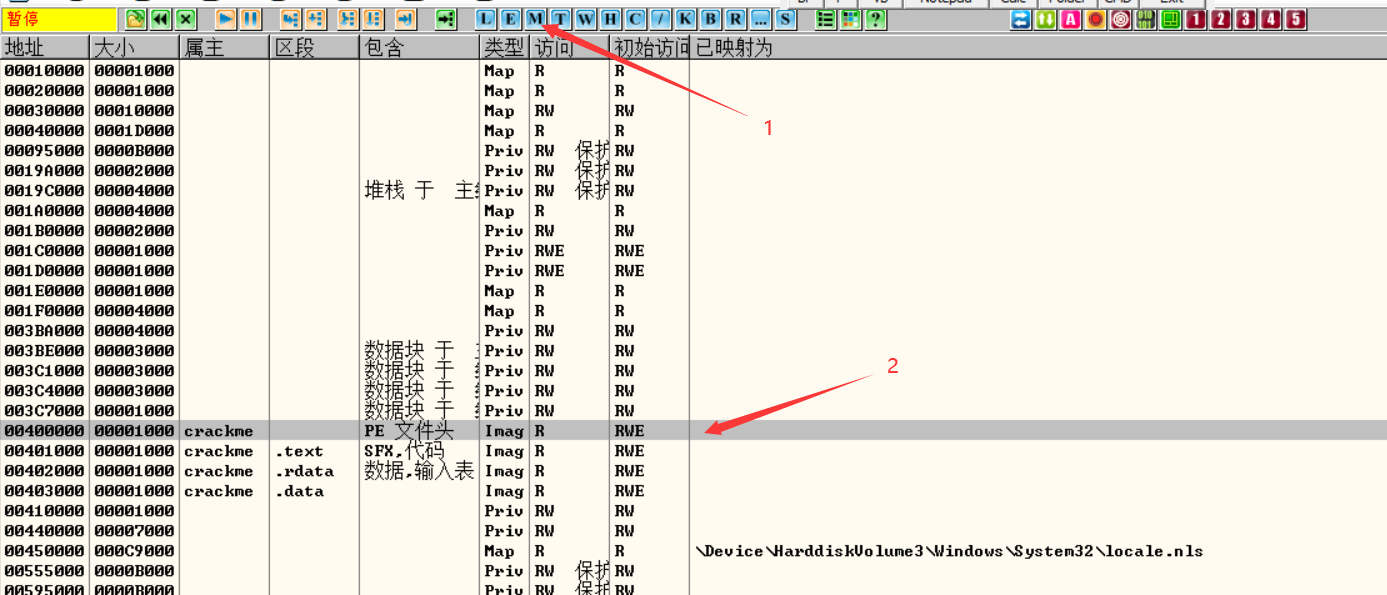 Notepad Calc Folder CMD Exit
暂停 L E M T W H C / K B R ... S ? A 1 2 3 4 5
地址 大小 属主 区段 包含 类型 访问 初始访问 已映射为
00010000 00001000 Map R R
00020000 00001000 Map R R
00030000 00010000 Map RW RW
1
00040000 0001D000 Map R R
00095000 0000B000 Priv RW 保护 RW
0019A000 00002000 Priv RW 保护 RW
0019C000 00004000 堆栈 于 主 Priv RW 保护 RW
001A0000 00004000 Map R R
001B0000 00002000 Priv RW RW
001C0000 00001000 Priv RWE RWE
001D0000 00001000 Priv RWE RWE
001E0000 00001000 Map R R
001F0000 00004000 Map R R
003BA000 00004000 Priv RW RW
003BE000 00003000 数据块 于 Priv RW RW
2
003C1000 00003000 数据块 于 Priv RW RW
003C4000 00003000 数据块 于 Priv RW RW
003C7000 00001000 数据块 于 Priv RW RW
00400000 00001000 crackme PE 文件头 Imag R RWE
00401000 00001000 crackme .text SFX,代码 Imag R RWE
00402000 00001000 crackme .rdata 数据,输入表 Imag R RWE
00403000 00001000 crackme .data Imag R RWE
00410000 00001000 Priv RW RW
00440000 00007000 Priv RW RW
00450000 000C9000 Map R R \Device\HarddiskVolume3\Windows\System32\locale.nls
00555000 0000B000 Priv RW 保护 RW
00595000 0000B000 Priv RW 保护 RW